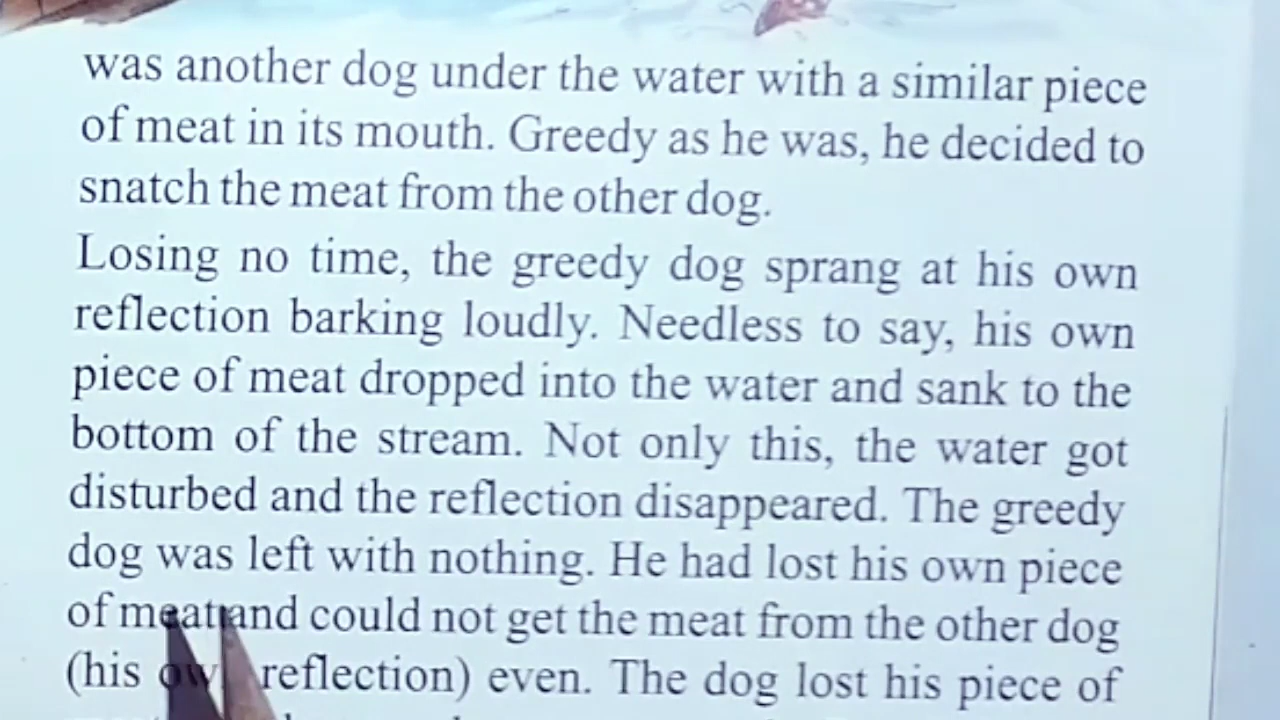 was another dog under the water with a similar piece
of meat in its mouth. Greedy as he was, he decided to
snatch the meat from the other dog.
Losing no time, the greedy dog sprang at his own
reflection barking loudly. Needless to say, his own
piece of meat dropped into the water and sank to the
bottom of the stream. Not only this, the water got
disturbed and the reflection disappeared. The greedy
dog was left with nothing. He had lost his own piece
of meat and could not get the meat from the other dog
(his own reflection) even. The dog lost his piece of